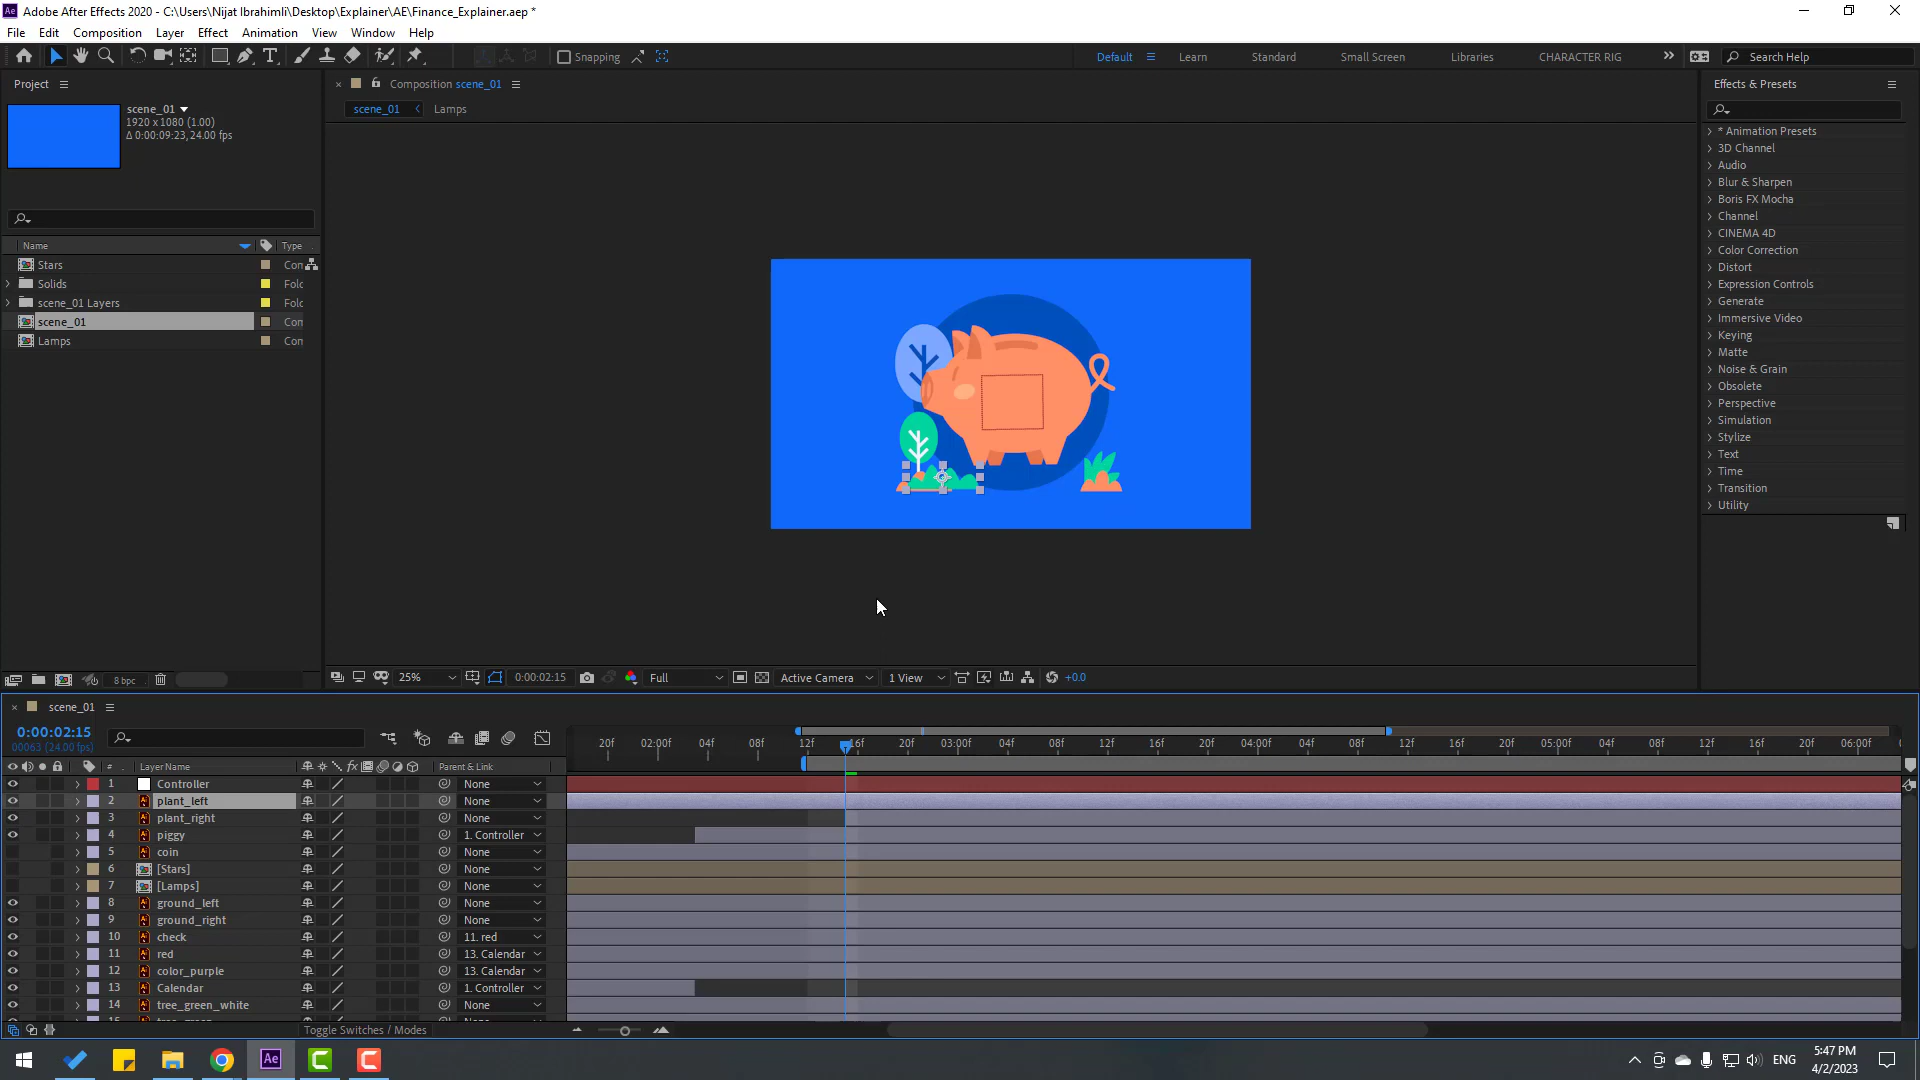 Adobe After Effects 2020 - C:\Users\Nijat Ibrahimli\Desktop\Explainer\AE\Finance_Explainer.aep *
File Edit Composition Layer Effect Animation View Window Help
Snapping
Default Learn Standard Small Screen Libraries CHARACTER RIG Search Help
Project
scene_01
1920 x 1080 (1.00)
Δ 0:00:09:23, 24.00 fps
Name Type
Stars Con
Solids Folc
scene_01 Layers Folc
scene_01 Con
Lamps Con
8 bpc
Composition scene_01
scene_01 Lamps
25% 0:00:02:15 Full Active Camera 1 View +0.0
Effects & Presets
* Animation Presets
3D Channel
Audio
Blur & Sharpen
Boris FX Mocha
Channel
CINEMA 4D
Color Correction
Distort
Expression Controls
Generate
Immersive Video
Keying
Matte
Noise & Grain
Obsolete
Perspective
Simulation
Stylize
Text
Time
Transition
Utility
scene_01
0:00:02:15
00063 (24.00 fps)
20f 02:00f 04f 08f 12f 16f 20f 03:00f 04f 08f 12f 16f 20f 04:00f 04f 08f 12f 16f 20f 05:00f 04f 08f 12f 16f 20f 06:00f
# Layer Name fx Parent & Link
1 Controller None
2 plant_left None
3 plant_right None
4 piggy 1. Controller
5 coin None
6 [Stars] None
7 [Lamps] None
8 ground_left None
9 ground_right None
10 check 11. red
11 red 13. Calendar
12 color_purple 13. Calendar
13 Calendar 1. Controller
14 tree_green_white None
Toggle Switches / Modes
Ae
ENG
5:47 PM
4/2/2023